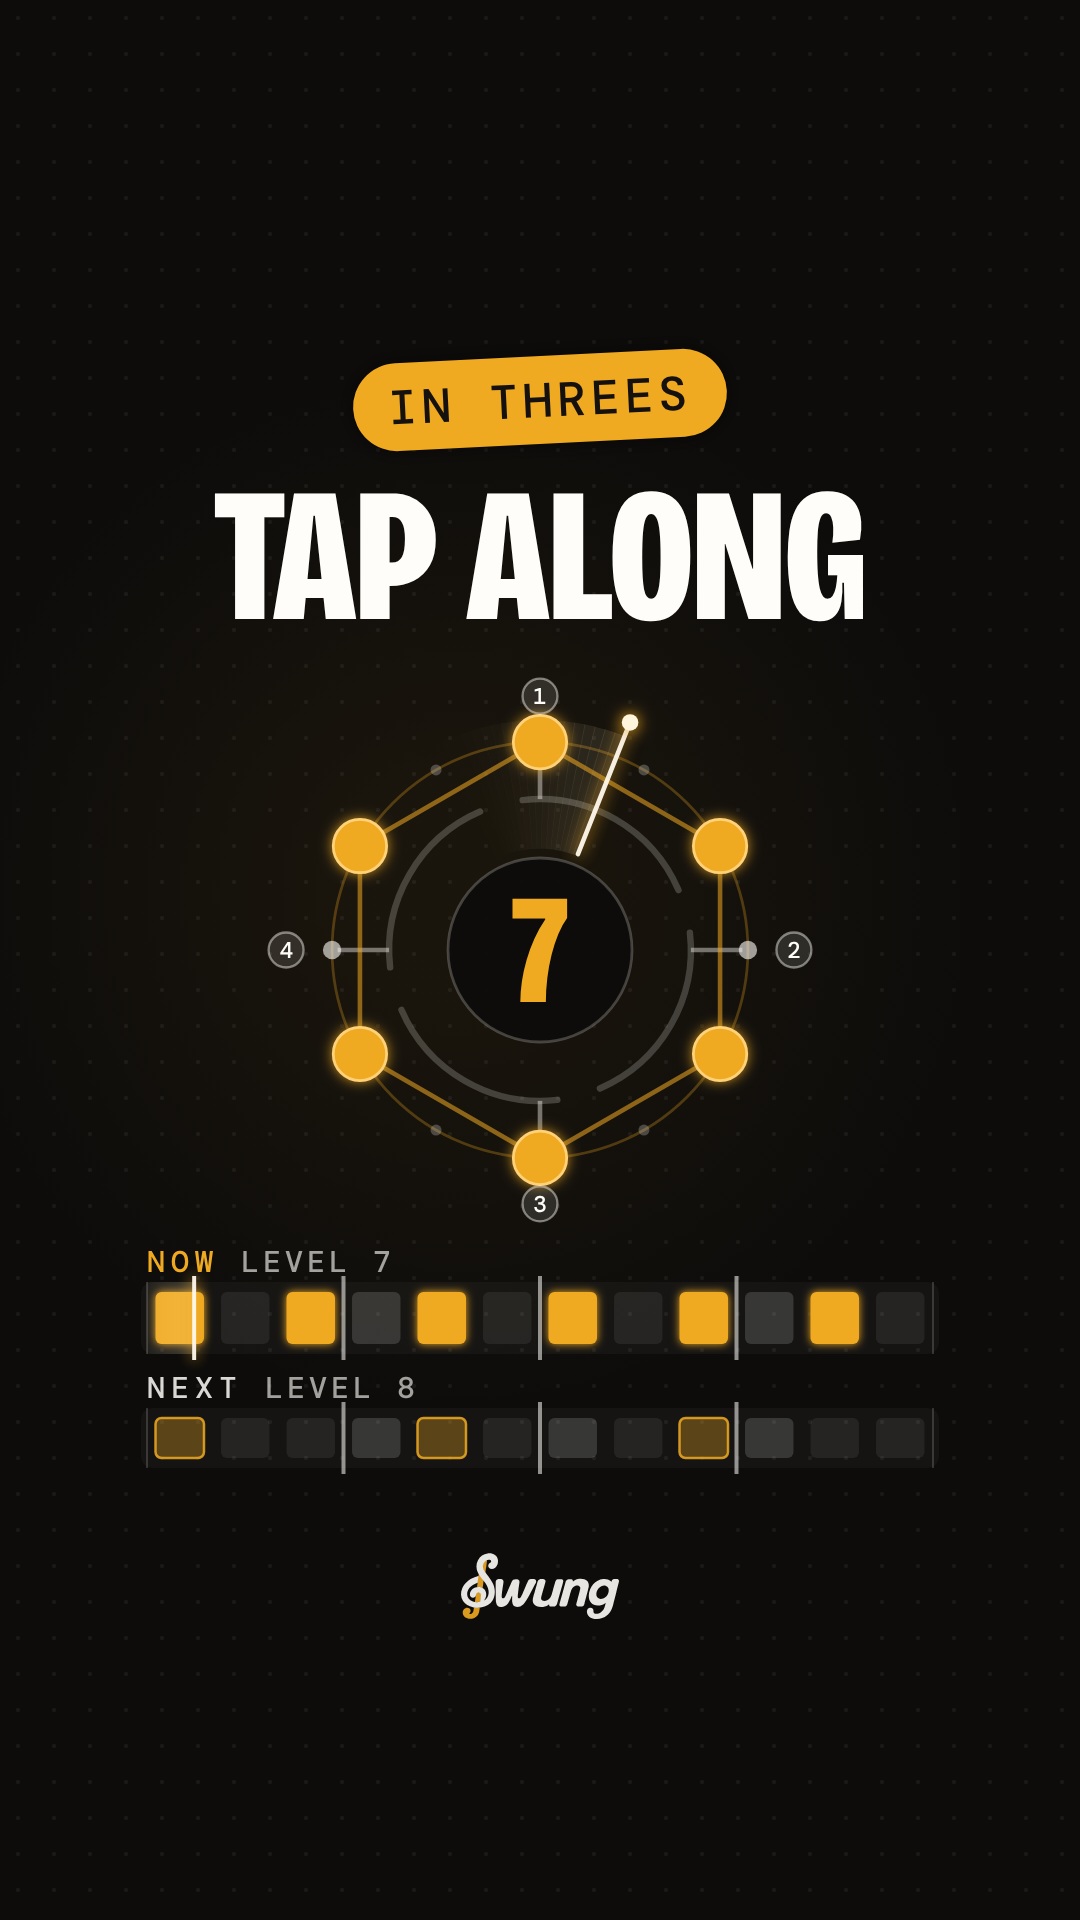 IN THREES
TAP ALONG
1
4
7
2
3
NOW LEVEL 7
NEXT LEVEL 8
Swung